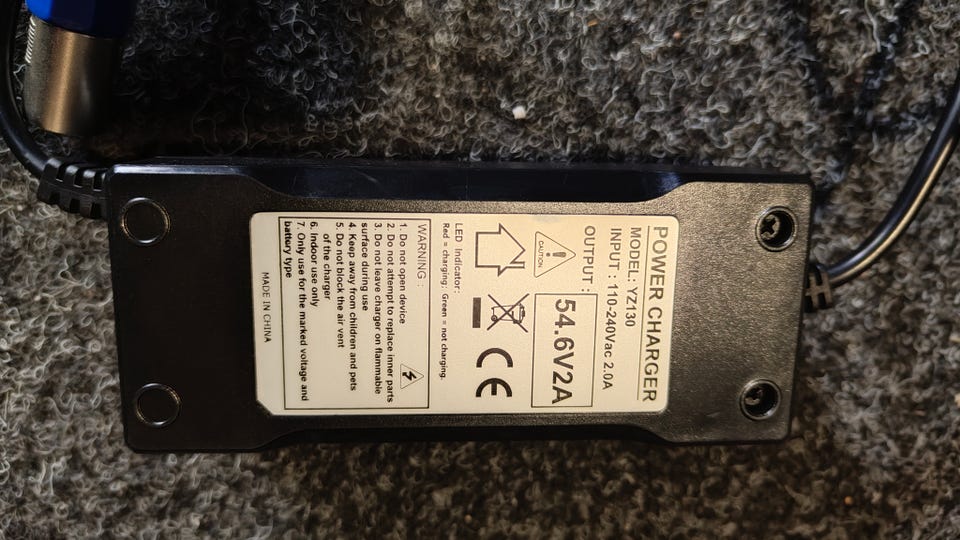 POWER CHARGER
MODEL: YZ130
INPUT : 110-240Vac 2.0A
OUTPUT :
54.6V2A
CAUTION
CE
LED Indicator:
Red = charging; Green = not charging.
WARNING :
1. Do not open device
2. Do not attempt to replace inner parts
3. Do not leave charger on flammable
surface during use
4. Keep away from children and pets
5. Do not block the air vent
of the charger
6. Indoor use only
7. Only use for the marked voltage and
battery type
MADE IN CHINA